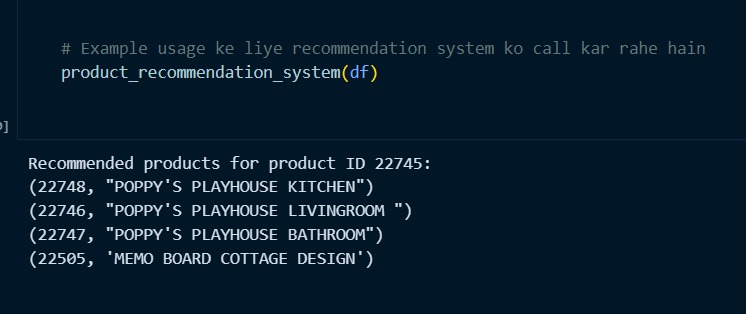 # Example usage ke liye recommendation system ko call kar rahe hain
product_recommendation_system(df)
]
Recommended products for product ID 22745:
(22748, "POPPY'S PLAYHOUSE KITCHEN")
(22746, "POPPY'S PLAYHOUSE LIVINGROOM ")
(22747, "POPPY'S PLAYHOUSE BATHROOM")
(22505, 'MEMO BOARD COTTAGE DESIGN')